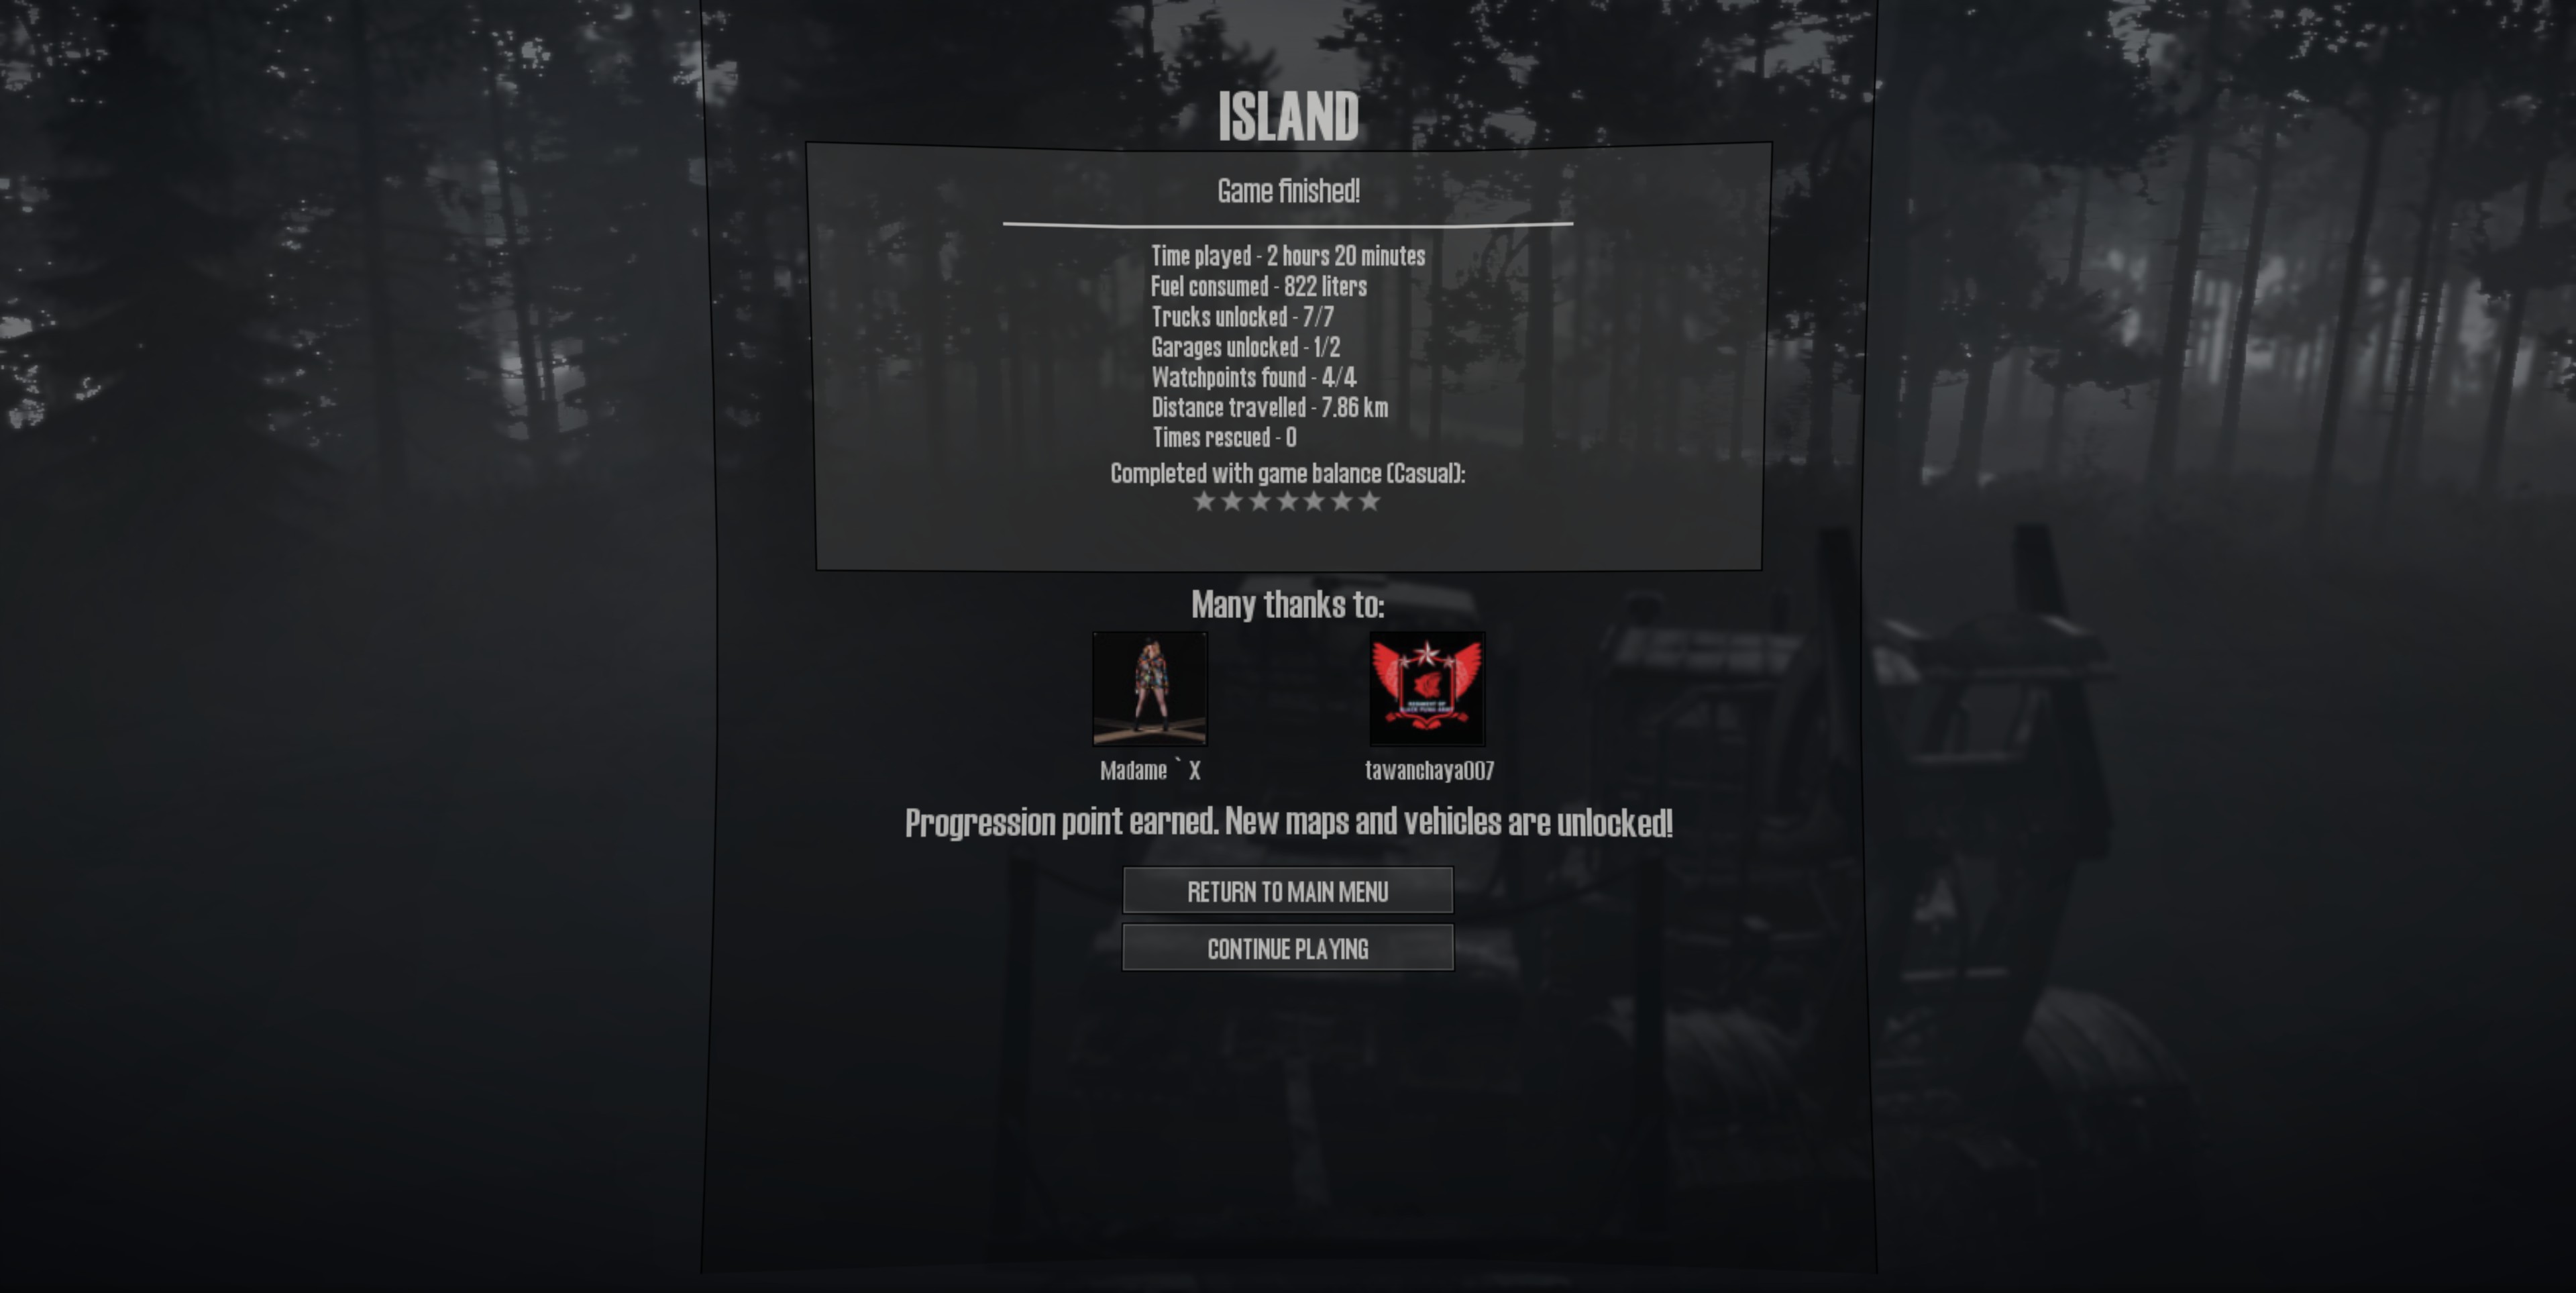 ISLAND
Game finished!
Time played - 2 hours 20 minutes
Fuel consumed - 822 liters
Trucks unlocked - 7/7
Garages unlocked - 1/2
Watchpoints found - 4/4
Distance travelled - 7.86 km
Times rescued - 0
Completed with game balance (Casual):
Many thanks to:
Madame ` X
tawanchaya007
Progression point earned. New maps and vehicles are unlocked!
RETURN TO MAIN MENU
CONTINUE PLAYING